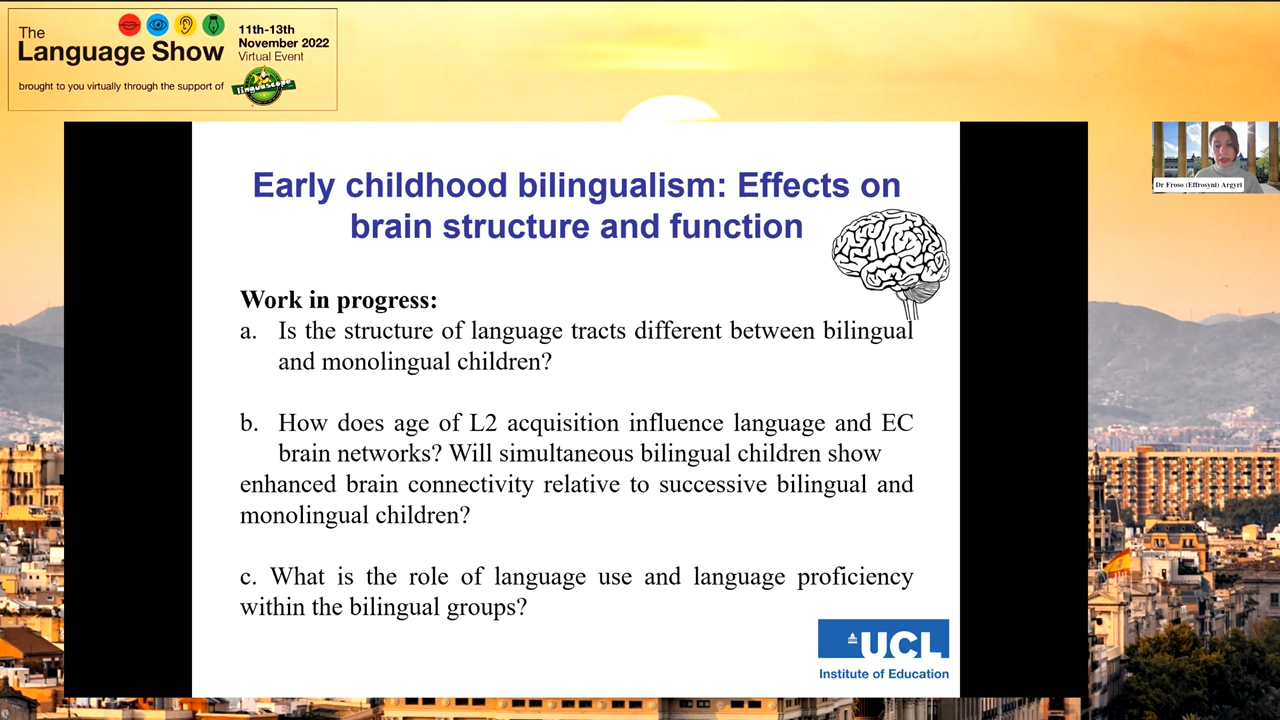 The
Language Show
11th-13th
November 2022
Virtual Event
brought to you virtually through the support of
linguascope
Dr Froso (Effrosyni) Argyri
Early childhood bilingualism: Effects on
brain structure and function
Work in progress:
a. Is the structure of language tracts different between bilingual
and monolingual children?
b. How does age of L2 acquisition influence language and EC
brain networks? Will simultaneous bilingual children show
enhanced brain connectivity relative to successive bilingual and
monolingual children?
c. What is the role of language use and language proficiency
within the bilingual groups?
UCL
Institute of Education